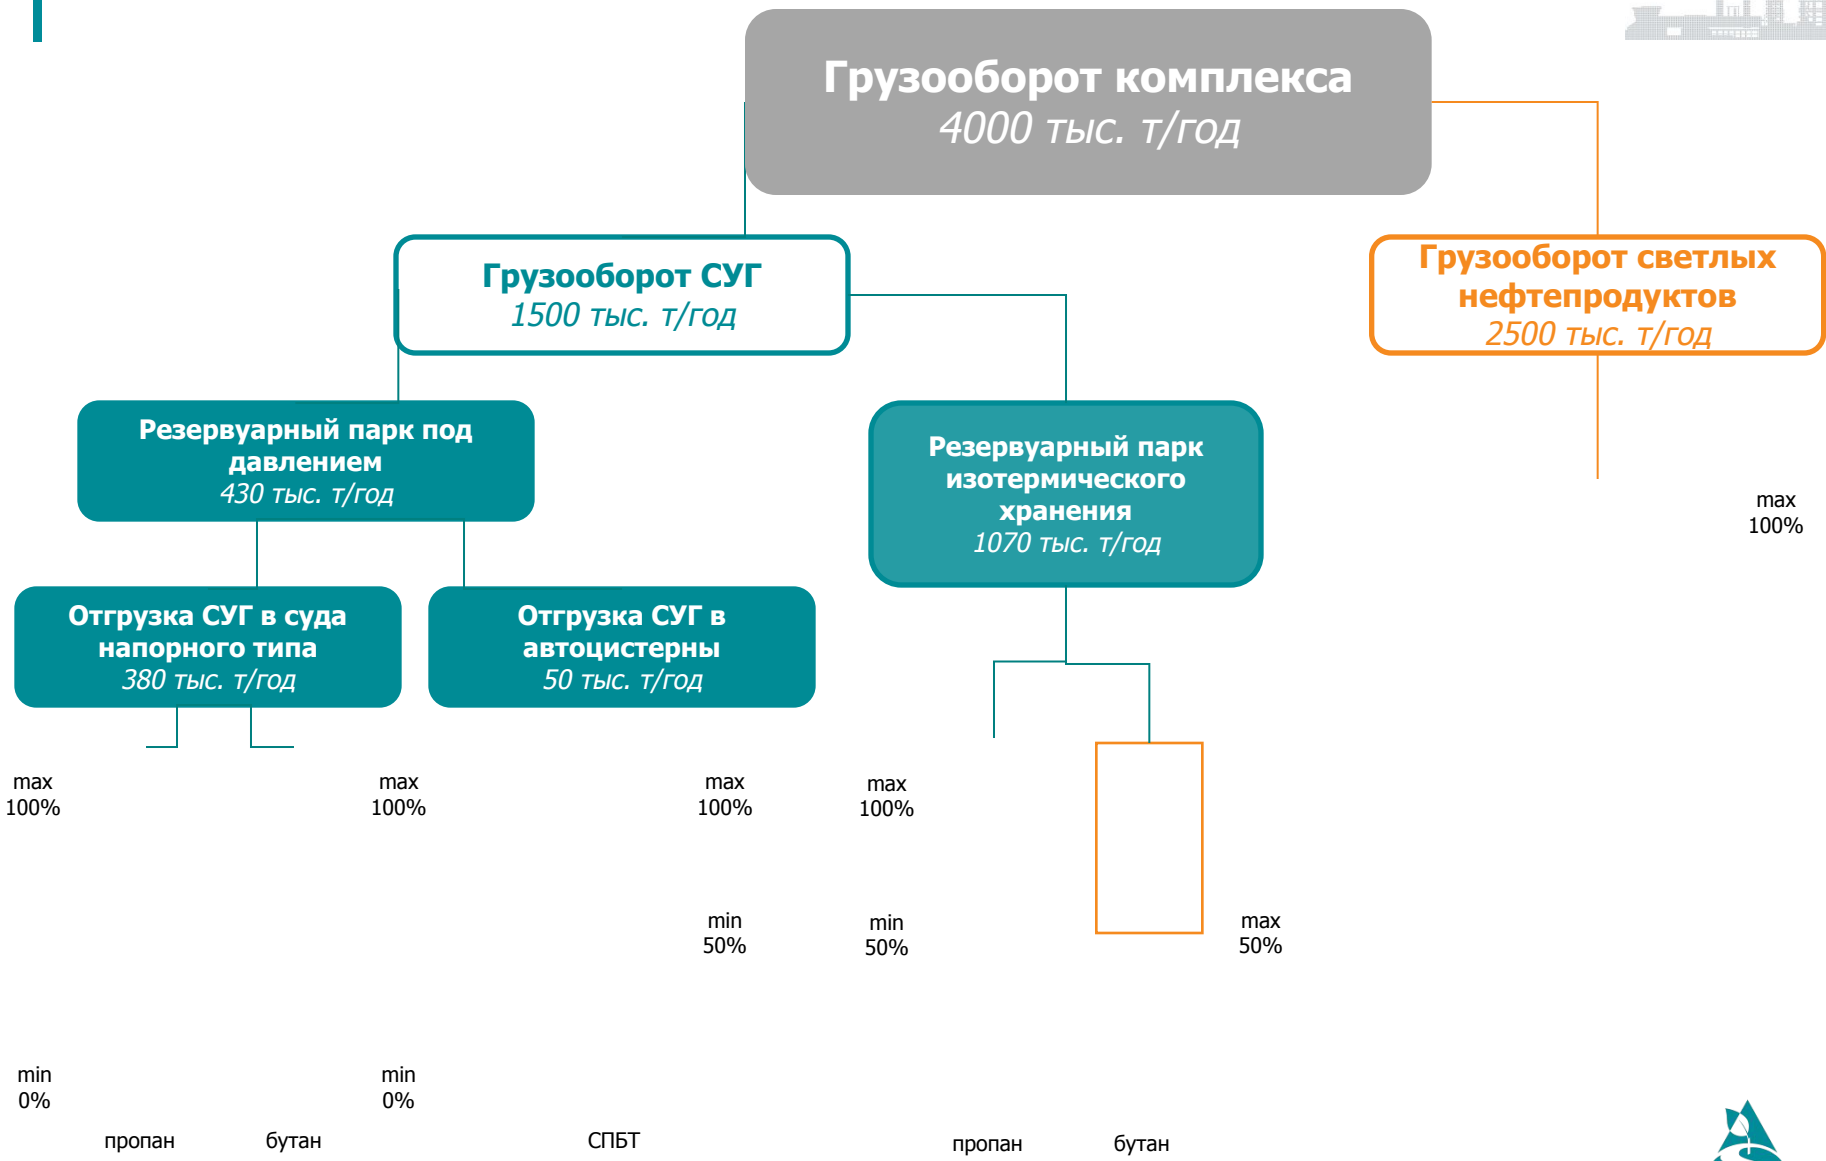 Грузооборот комплекса
4000 тыс. т/год
Грузооборот СУГ
1500 тыс. т/год
Грузооборот светлых
нефтепродуктов
2500 тыс. т/год
Резервуарный парк под
давлением
430 тыс. т/год
Резервуарный парк
изотермического
хранения
1070 тыс. т/год
max
100%
Отгрузка СУГ в суда
напорного типа
380 тыс. т/год
Отгрузка СУГ в
автоцистерны
50 тыс. т/год
max
100%
max
100%
max
100%
max
100%
min
50%
min
50%
max
50%
min
0%
min
0%
пропан
бутан
СПБТ
пропан
бутан